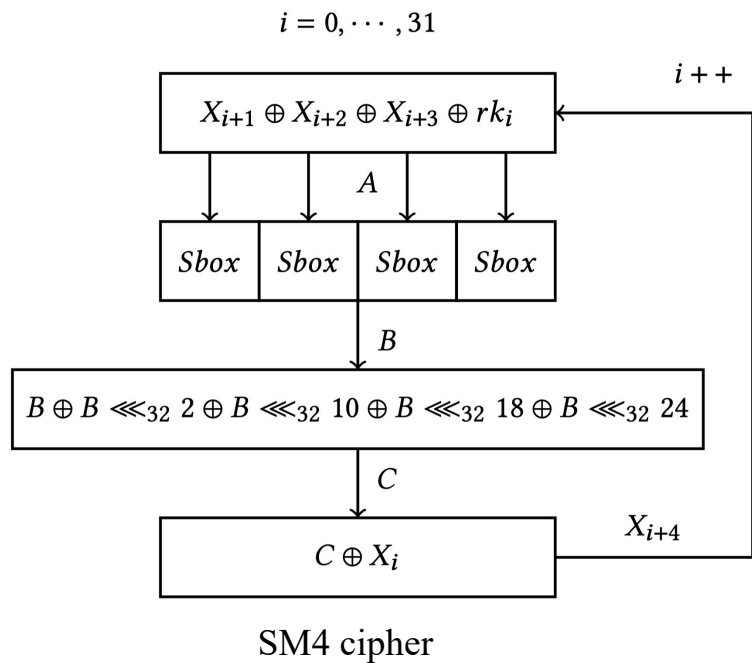 i = 0, ··· , 31
i + +
X_{i+1} ⊕ X_{i+2} ⊕ X_{i+3} ⊕ rk_i
A
Sbox Sbox Sbox Sbox
B
B ⊕ B ⋘_{32} 2 ⊕ B ⋘_{32} 10 ⊕ B ⋘_{32} 18 ⊕ B ⋘_{32} 24
C
X_{i+4}
C ⊕ X_i
SM4 cipher